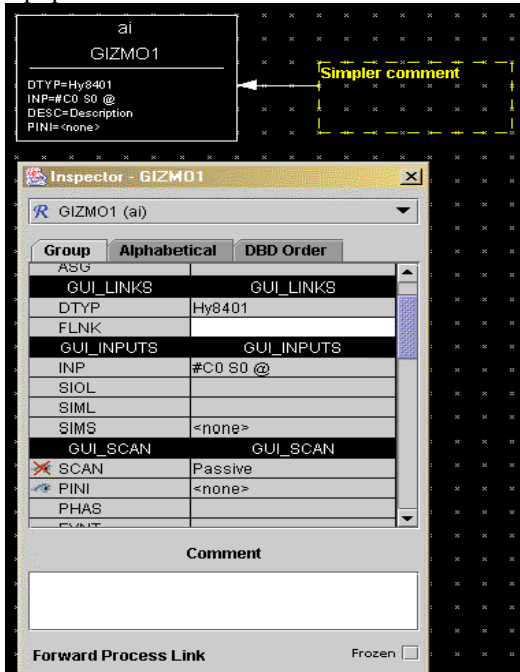 ai
GIZMO1
DTYP=Hy8401
INP=#C0 S0 @
DESC=Description
PINI=<none>
Simpler comment
Inspector - GIZMO1
R GIZMO1 (ai)
Group Alphabetical DBD Order
ASG
GUI_LINKS GUI_LINKS
DTYP Hy8401
FLNK
GUI_INPUTS GUI_INPUTS
INP #C0 S0 @
SIOL
SIML
SIMS <none>
GUI_SCAN GUI_SCAN
SCAN Passive
PINI <none>
PHAS
EVNT
Comment
Forward Process Link Frozen